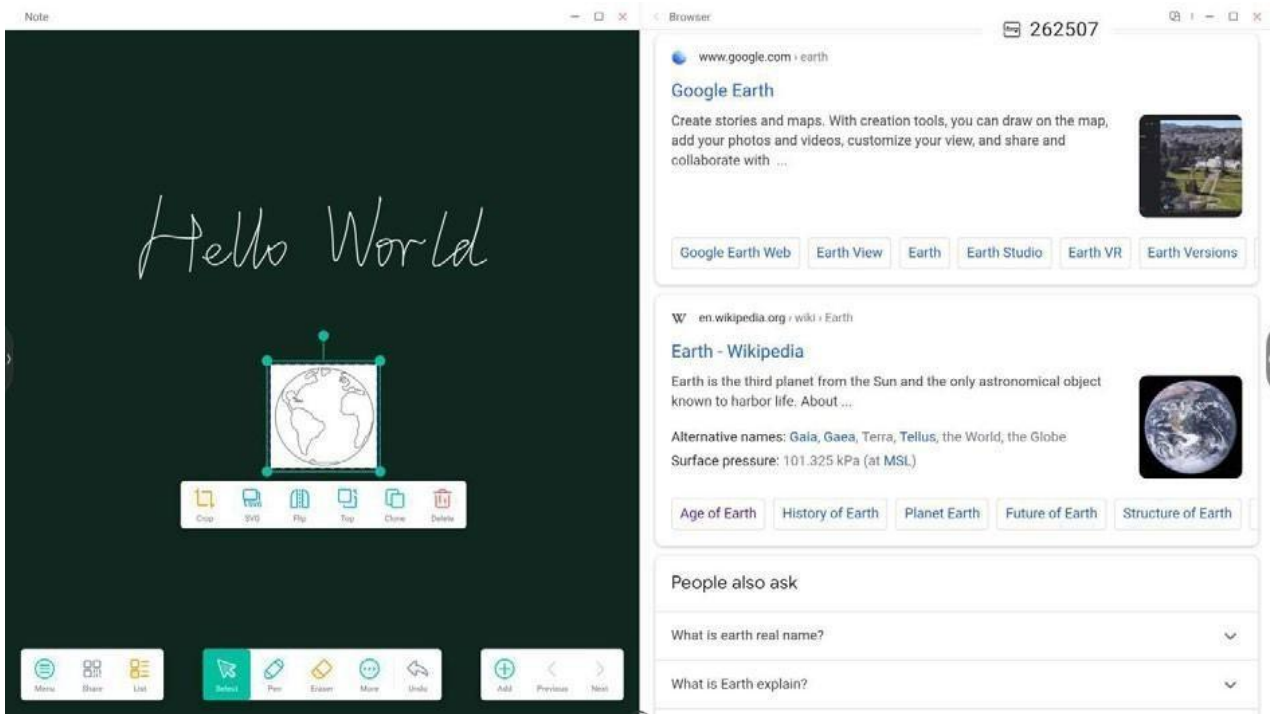 Note
Browser
262507
www.google.com › earth
Google Earth
Create stories and maps. With creation tools, you can draw on the map,
add your photos and videos, customize your view, and share and
collaborate with ...
Google Earth Web Earth View Earth Earth Studio Earth VR Earth Versions
Hello World
en.wikipedia.org › wiki › Earth
Earth - Wikipedia
Earth is the third planet from the Sun and the only astronomical object
known to harbor life. About ...
Alternative names: Gaia, Gaea, Terra, Tellus, the World, the Globe
Surface pressure: 101.325 kPa (at MSL)
Crop SVG Flip Top Clone Delete
Age of Earth History of Earth Planet Earth Future of Earth Structure of Earth
People also ask
What is earth real name?
What is Earth explain?
Menu Share List Select Pen Eraser More Undo Add Previous Next